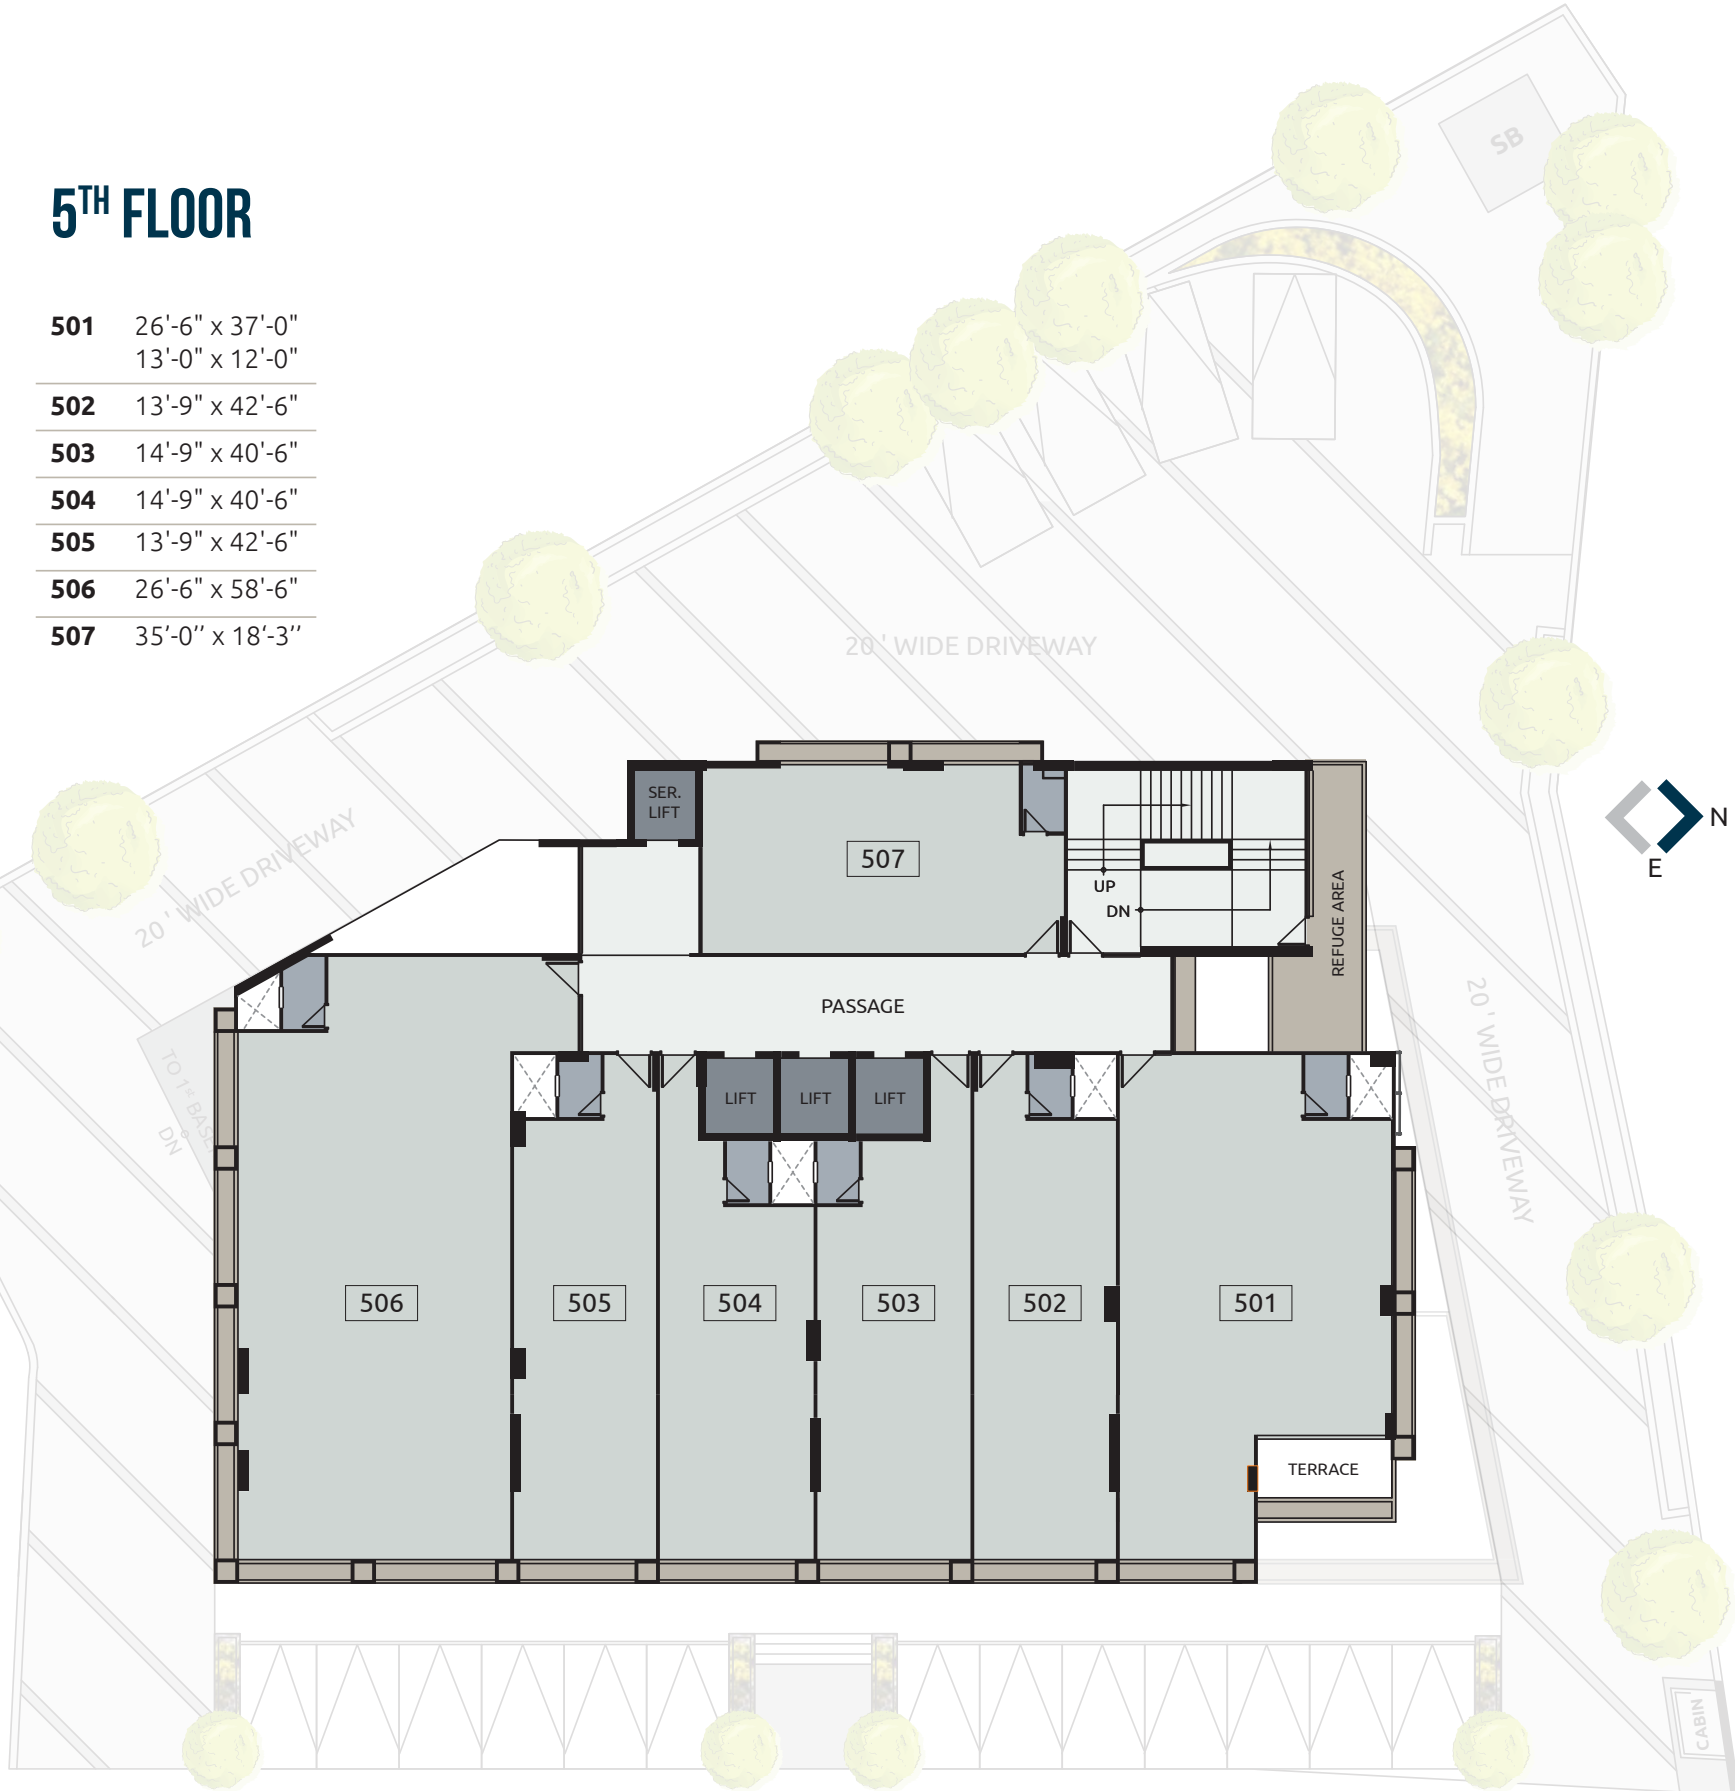 5TH FLOOR
501 26'-6" x 37'-0"
13'-0" x 12'-0"
502 13'-9" x 42'-6"
503 14'-9" x 40'-6"
504 14'-9" x 40'-6"
505 13'-9" x 42'-6"
506 26'-6" x 58'-6"
507 35'-0'' x 18'-3''
SB
20' WIDE DRIVEWAY
20' WIDE DRIVEWAY
SER.
LIFT
507
UP
DN
REFUGE AREA
N
E
PASSAGE
20' WIDE DRIVEWAY
TO 1st BASE
DN
LIFT
LIFT
LIFT
506
505
504
503
502
501
TERRACE
CABIN